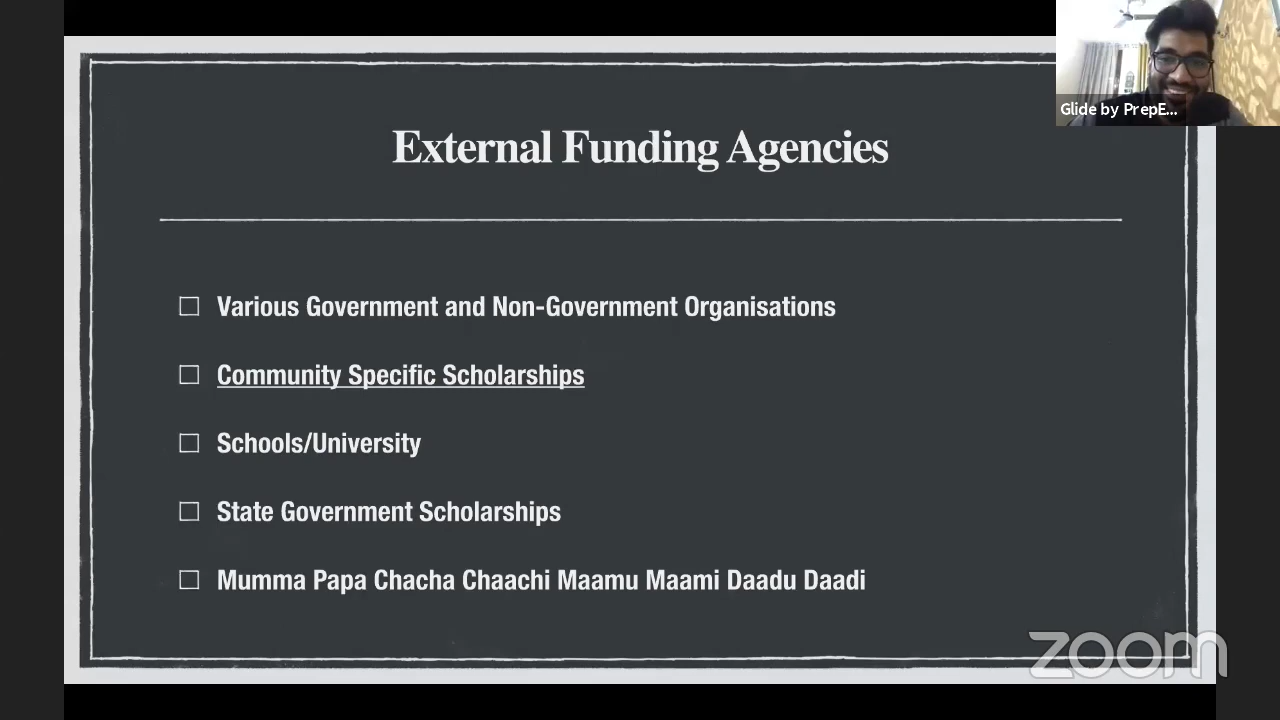 External Funding Agencies
Glide by PrepE...
Various Government and Non-Government Organisations
Community Specific Scholarships
Schools/University
State Government Scholarships
Mumma Papa Chacha Chaachi Maamu Maami Daadu Daadi
zoom